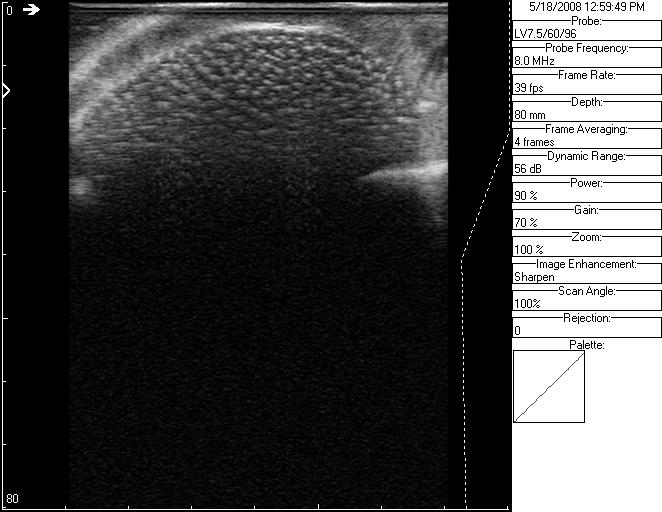 0
80
5/18/2008 12:59:49 PM
Probe:
LV7.5/60/96
Probe Frequency:
8.0 MHz
Frame Rate:
39 fps
Depth:
80 mm
Frame Averaging:
4 frames
Dynamic Range:
56 dB
Power:
90 %
Gain:
70 %
Zoom:
100 %
Image Enhancement:
Sharpen
Scan Angle:
100%
Rejection:
0
Palette: